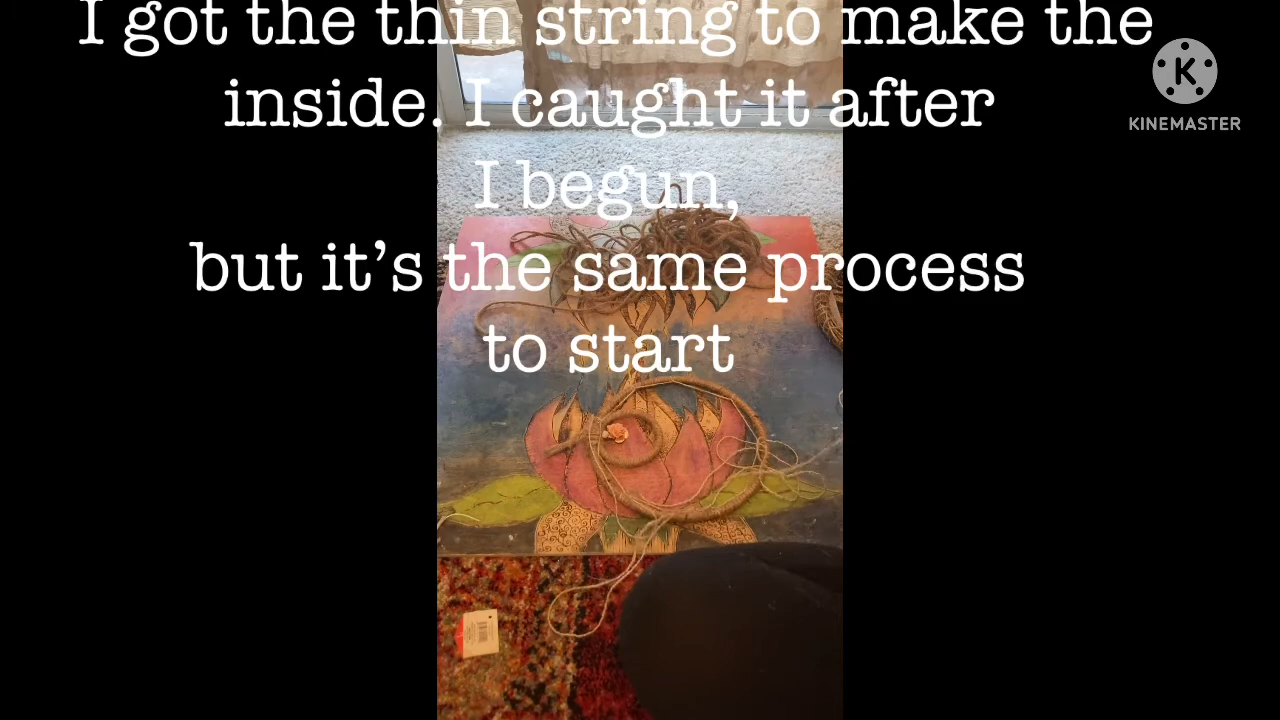 I got the thin string to make the
inside. I caught it after
I begun,
but it's the same process
to start
K
KINEMASTER